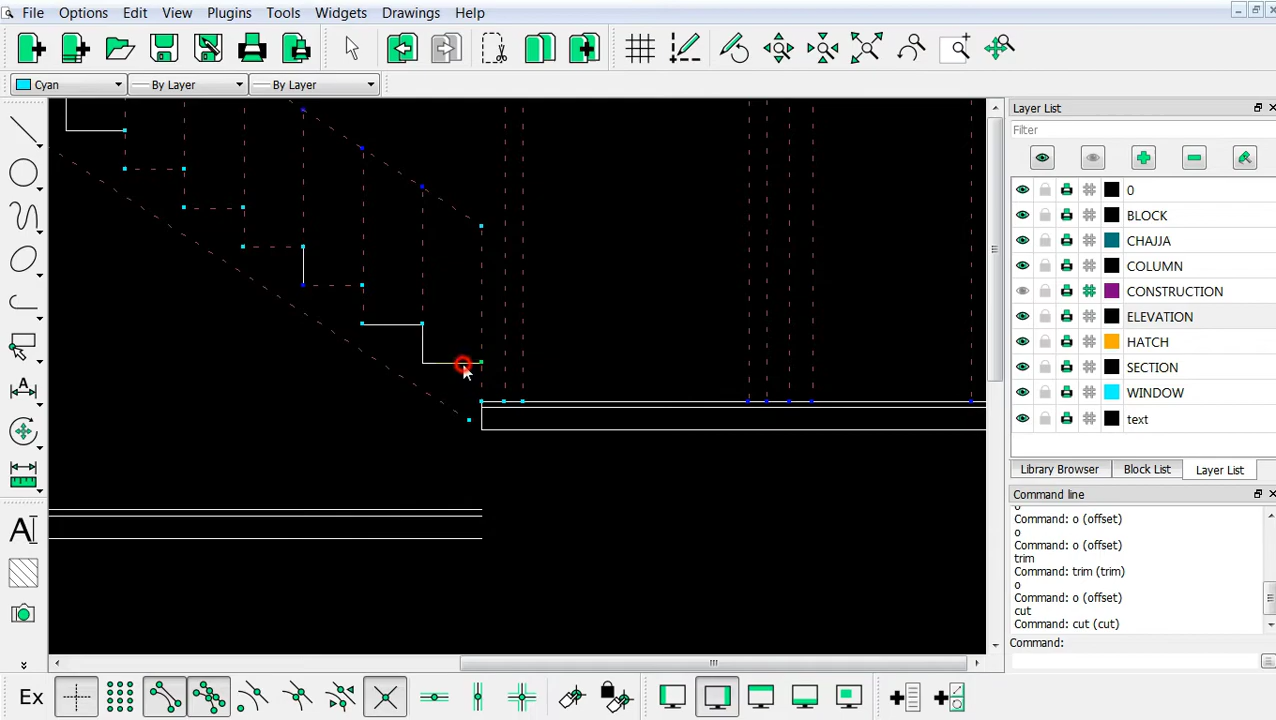 File Options Edit View Plugins Tools Widgets Drawings Help
Cyan By Layer By Layer
Layer List
Filter
0
BLOCK
CHAJJA
COLUMN
CONSTRUCTION
ELEVATION
HATCH
SECTION
WINDOW
text
Library Browser Block List Layer List
Command line
Command: o (offset)
o
Command: o (offset)
trim
Command: trim (trim)
o
Command: o (offset)
cut
Command: cut (cut)
Command:
Ex